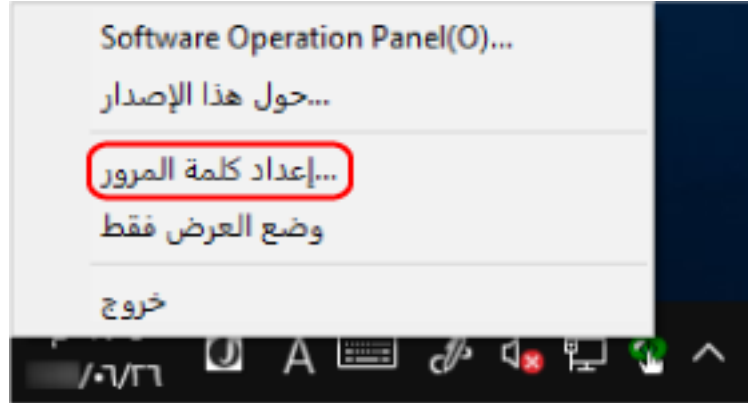 Software Operation Panel(O)...
حول هذا الإصدار...
إعداد كلمة المرور...
وضع العرض فقط
خروج
A
/٠٦/٢٦